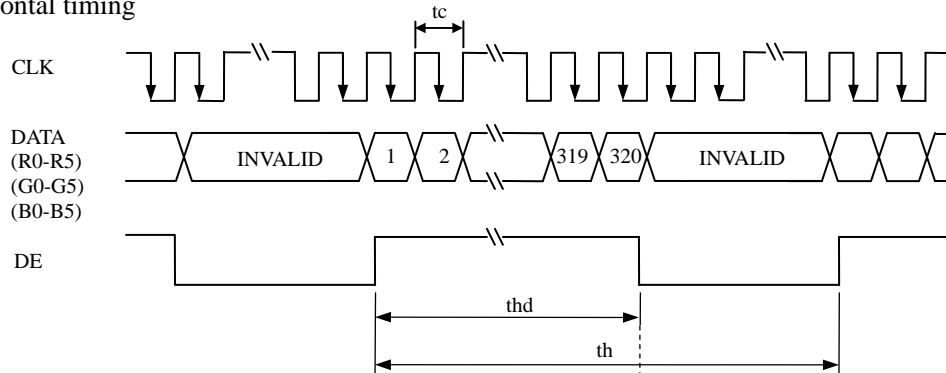 ontal timing
tc
CLK
DATA
(R0-R5)
(G0-G5)
(B0-B5)
INVALID
1
2
319
320
INVALID
DE
thd
th